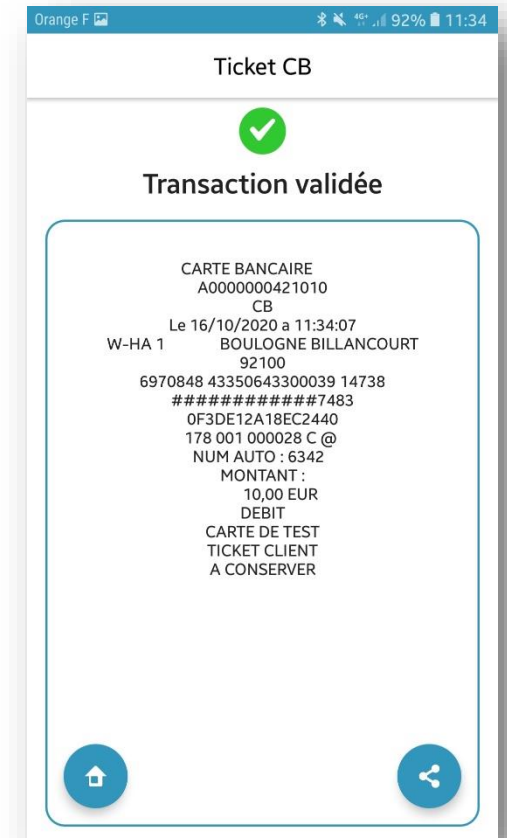 Orange F 4G+ 92% 11:34
Ticket CB
Transaction validée
CARTE BANCAIRE
A0000000421010
CB
Le 16/10/2020 a 11:34:07
W-HA 1 BOULOGNE BILLANCOURT
92100
6970848 43350643300039 14738
############7483
0F3DE12A18EC2440
178 001 000028 C @
NUM AUTO : 6342
MONTANT :
10,00 EUR
DEBIT
CARTE DE TEST
TICKET CLIENT
A CONSERVER